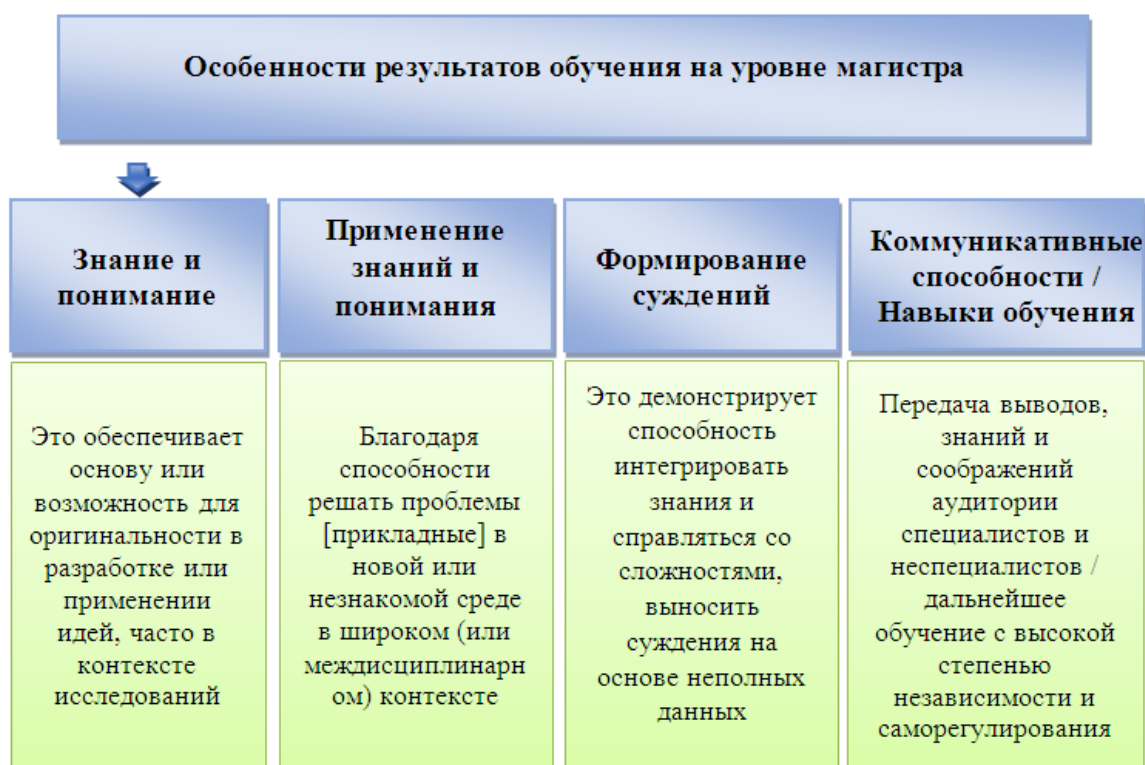 Особенности результатов обучения на уровне магистра
Знание и
понимание
Применение
знаний и
понимания
Формирование
суждений
Коммуникативные
способности /
Навыки обучения
Это обеспечивает
основу или
возможность для
оригинальности в
разработке или
применении
идей, часто в
контексте
исследований
Благодаря
способности
решать проблемы
[прикладные] в
новой или
незнакомой среде
в широком (или
междисциплинарн
ом) контексте
Это демонстрирует
способность
интегрировать
знания и
справляться со
сложностями,
выносить
суждения на
основе неполных
данных
Передача выводов,
знаний и
соображений
аудитории
специалистов и
неспециалистов /
дальнейшее
обучение с высокой
степенью
независимости и
саморегулирования